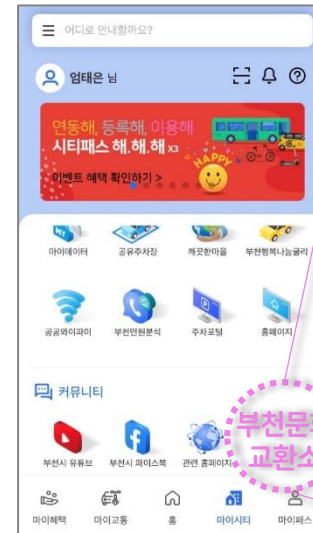 어디로 안내할까요?
엄태은 님
연동해, 등록해, 이용해
시티패스 해.해.해 x3
이벤트 혜택 확인하기 >
HAPPY
마이데이터 공유주차장 깨끗한마을 부천행복나눔굴리
공공와이파이 부천민원분석 주차포털 홈페이지
커뮤니티
부천시 유튜브 부천시 페이스북 관련 홈페이지
부천문화
교환소
마이혜택 마이교통 홈 마이시티 마이패스